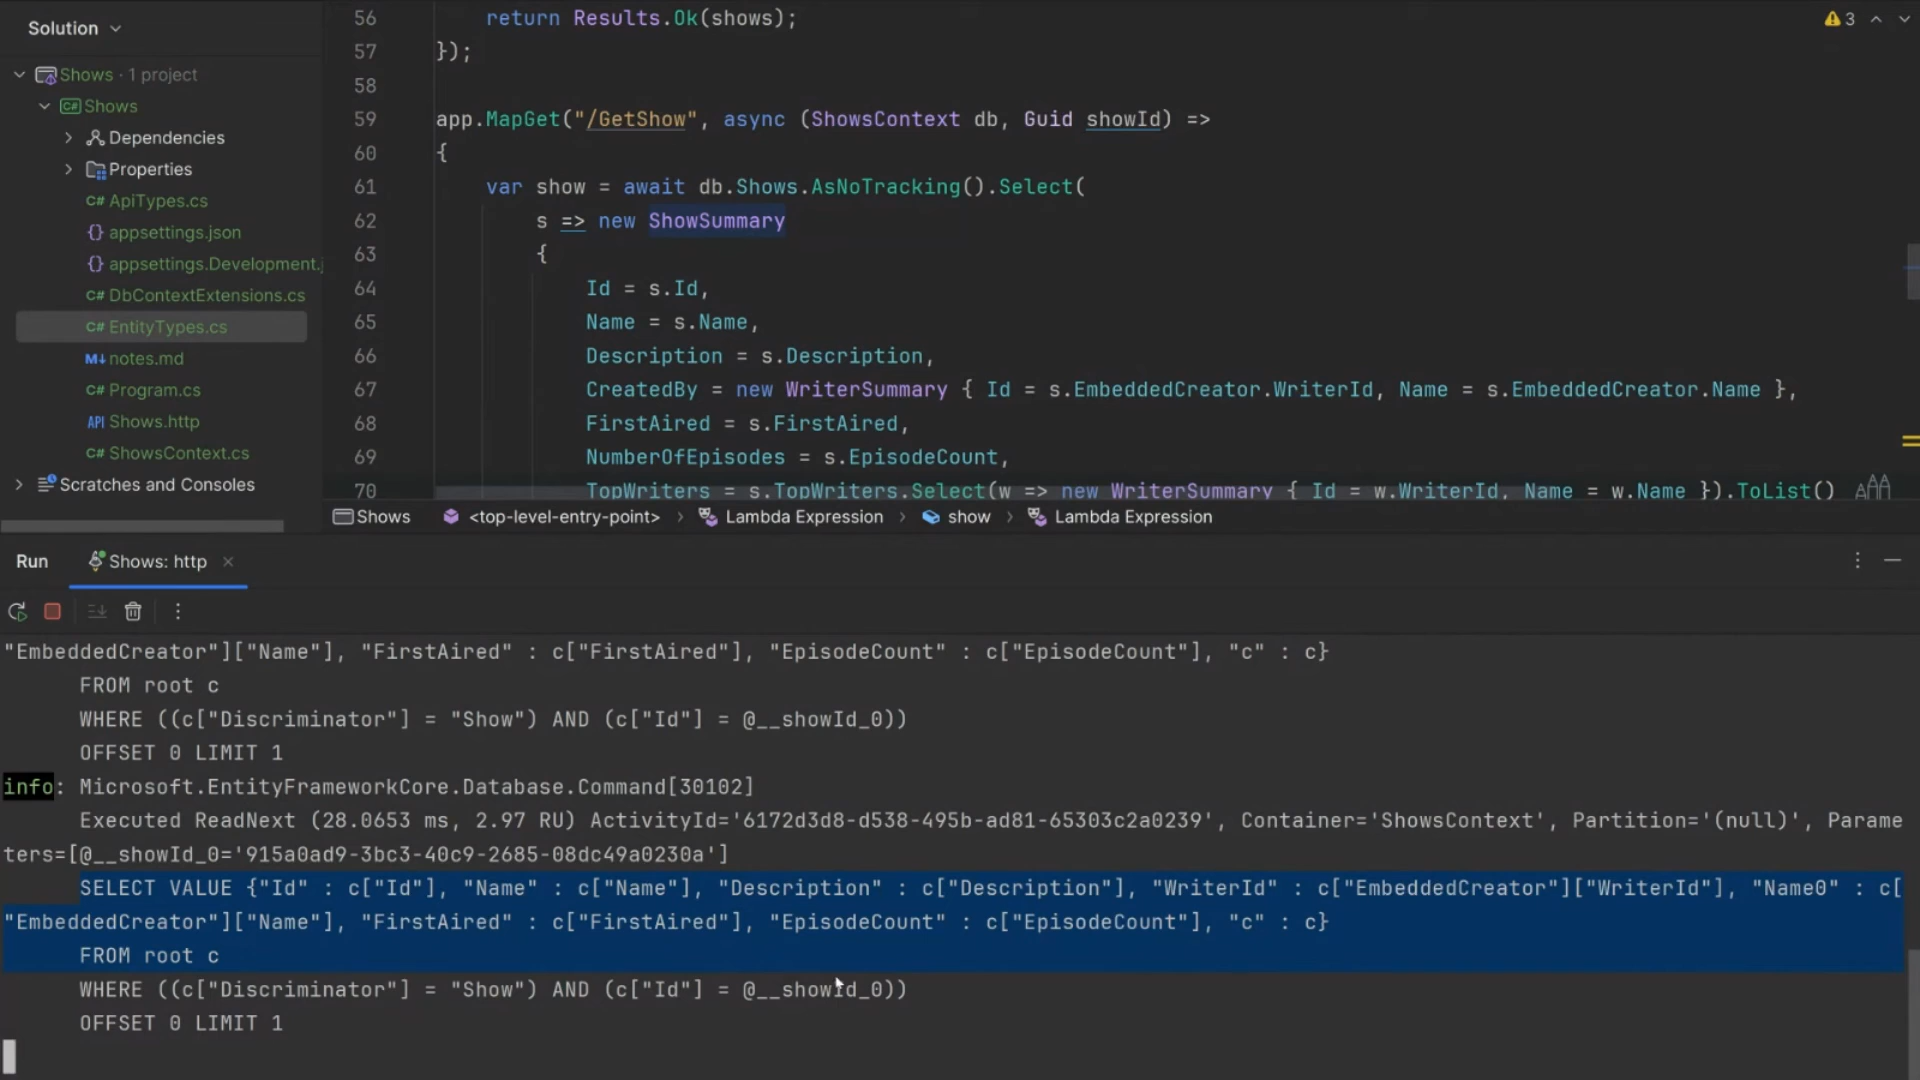 Solution
Shows · 1 project
C# Shows
Dependencies
Properties
C# ApiTypes.cs
{} appsettings.json
{} appsettings.Development.j
C# DbContextExtensions.cs
C# EntityTypes.cs
M↓ notes.md
C# Program.cs
API Shows.http
C# ShowsContext.cs
Scratches and Consoles
56 return Results.Ok(shows);
57 });
58
59 app.MapGet("/GetShow", async (ShowsContext db, Guid showId) =>
60 {
61 var show = await db.Shows.AsNoTracking().Select(
62 s => new ShowSummary
63 {
64 Id = s.Id,
65 Name = s.Name,
66 Description = s.Description,
67 CreatedBy = new WriterSummary { Id = s.EmbeddedCreator.WriterId, Name = s.EmbeddedCreator.Name },
68 FirstAired = s.FirstAired,
69 NumberOfEpisodes = s.EpisodeCount,
70 TopWriters = s.TopWriters.Select(w => new WriterSummary { Id = w.WriterId, Name = w.Name }).ToList()
3
Shows <top-level-entry-point> › Lambda Expression › show › Lambda Expression
Run Shows: http ×
"EmbeddedCreator"]["Name"], "FirstAired" : c["FirstAired"], "EpisodeCount" : c["EpisodeCount"], "c" : c}
FROM root c
WHERE ((c["Discriminator"] = "Show") AND (c["Id"] = @__showId_0))
OFFSET 0 LIMIT 1
info: Microsoft.EntityFrameworkCore.Database.Command[30102]
Executed ReadNext (28.0653 ms, 2.97 RU) ActivityId='6172d3d8-d538-495b-ad81-65303c2a0239', Container='ShowsContext', Partition='(null)', Parame
ters=[@__showId_0='915a0ad9-3bc3-40c9-2685-08dc49a0230a']
SELECT VALUE {"Id" : c["Id"], "Name" : c["Name"], "Description" : c["Description"], "WriterId" : c["EmbeddedCreator"]["WriterId"], "Name0" : c[
"EmbeddedCreator"]["Name"], "FirstAired" : c["FirstAired"], "EpisodeCount" : c["EpisodeCount"], "c" : c}
FROM root c
WHERE ((c["Discriminator"] = "Show") AND (c["Id"] = @__showId_0))
OFFSET 0 LIMIT 1